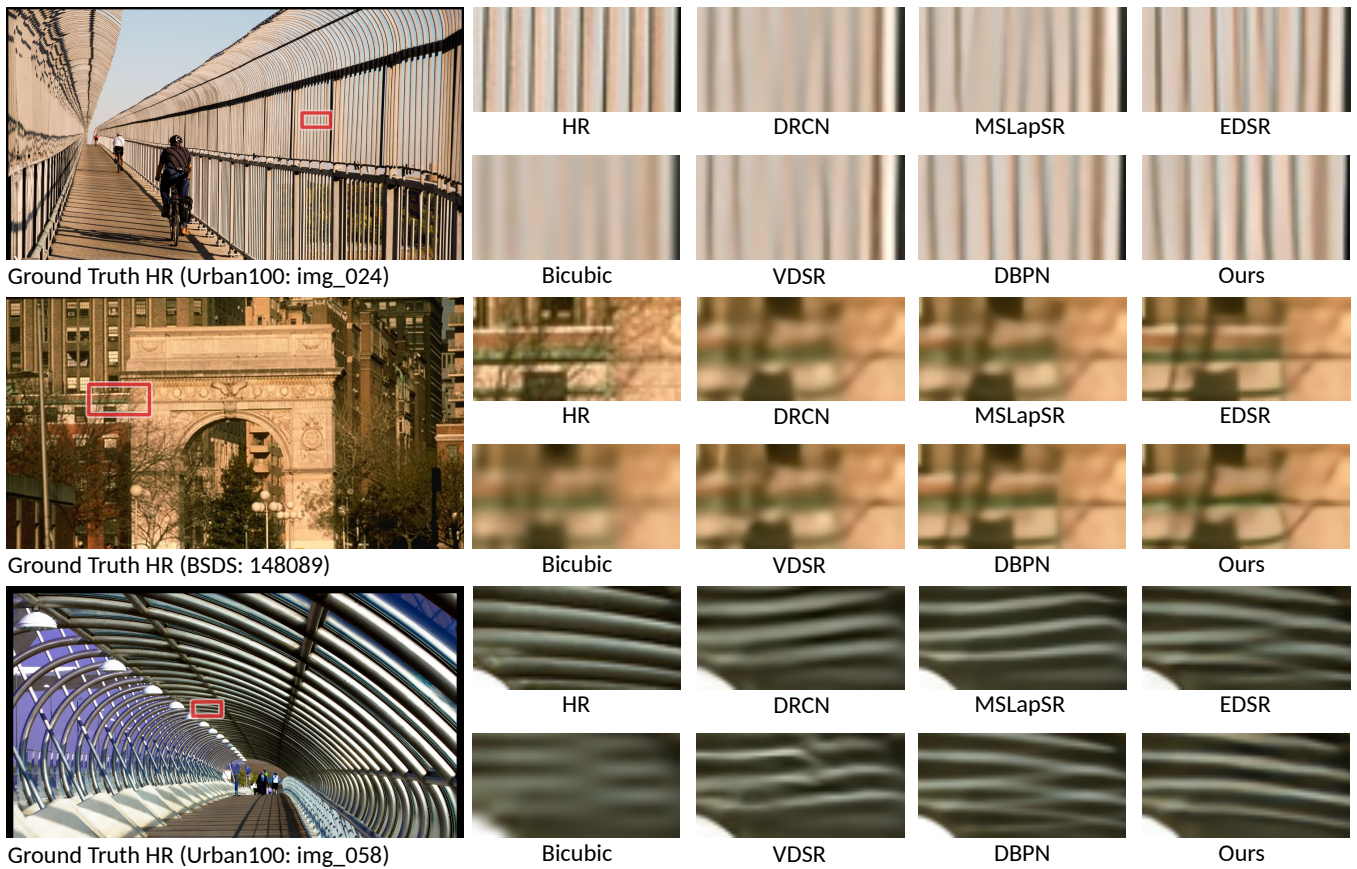 HR DRCN MSLapSR EDSR
Ground Truth HR (Urban100: img_024) Bicubic VDSR DBPN Ours
HR DRCN MSLapSR EDSR
Ground Truth HR (BSDS: 148089) Bicubic VDSR DBPN Ours
HR DRCN MSLapSR EDSR
Ground Truth HR (Urban100: img_058) Bicubic VDSR DBPN Ours